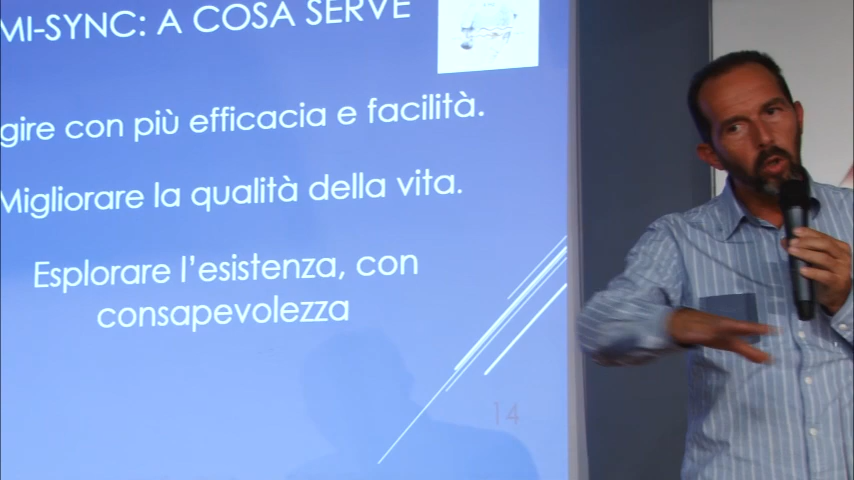 MI-SYNC: A COSA SERVE
gire con più efficacia e facilità.
Migliorare la qualità della vita.
Esplorare l'esistenza, con
consapevolezza
14